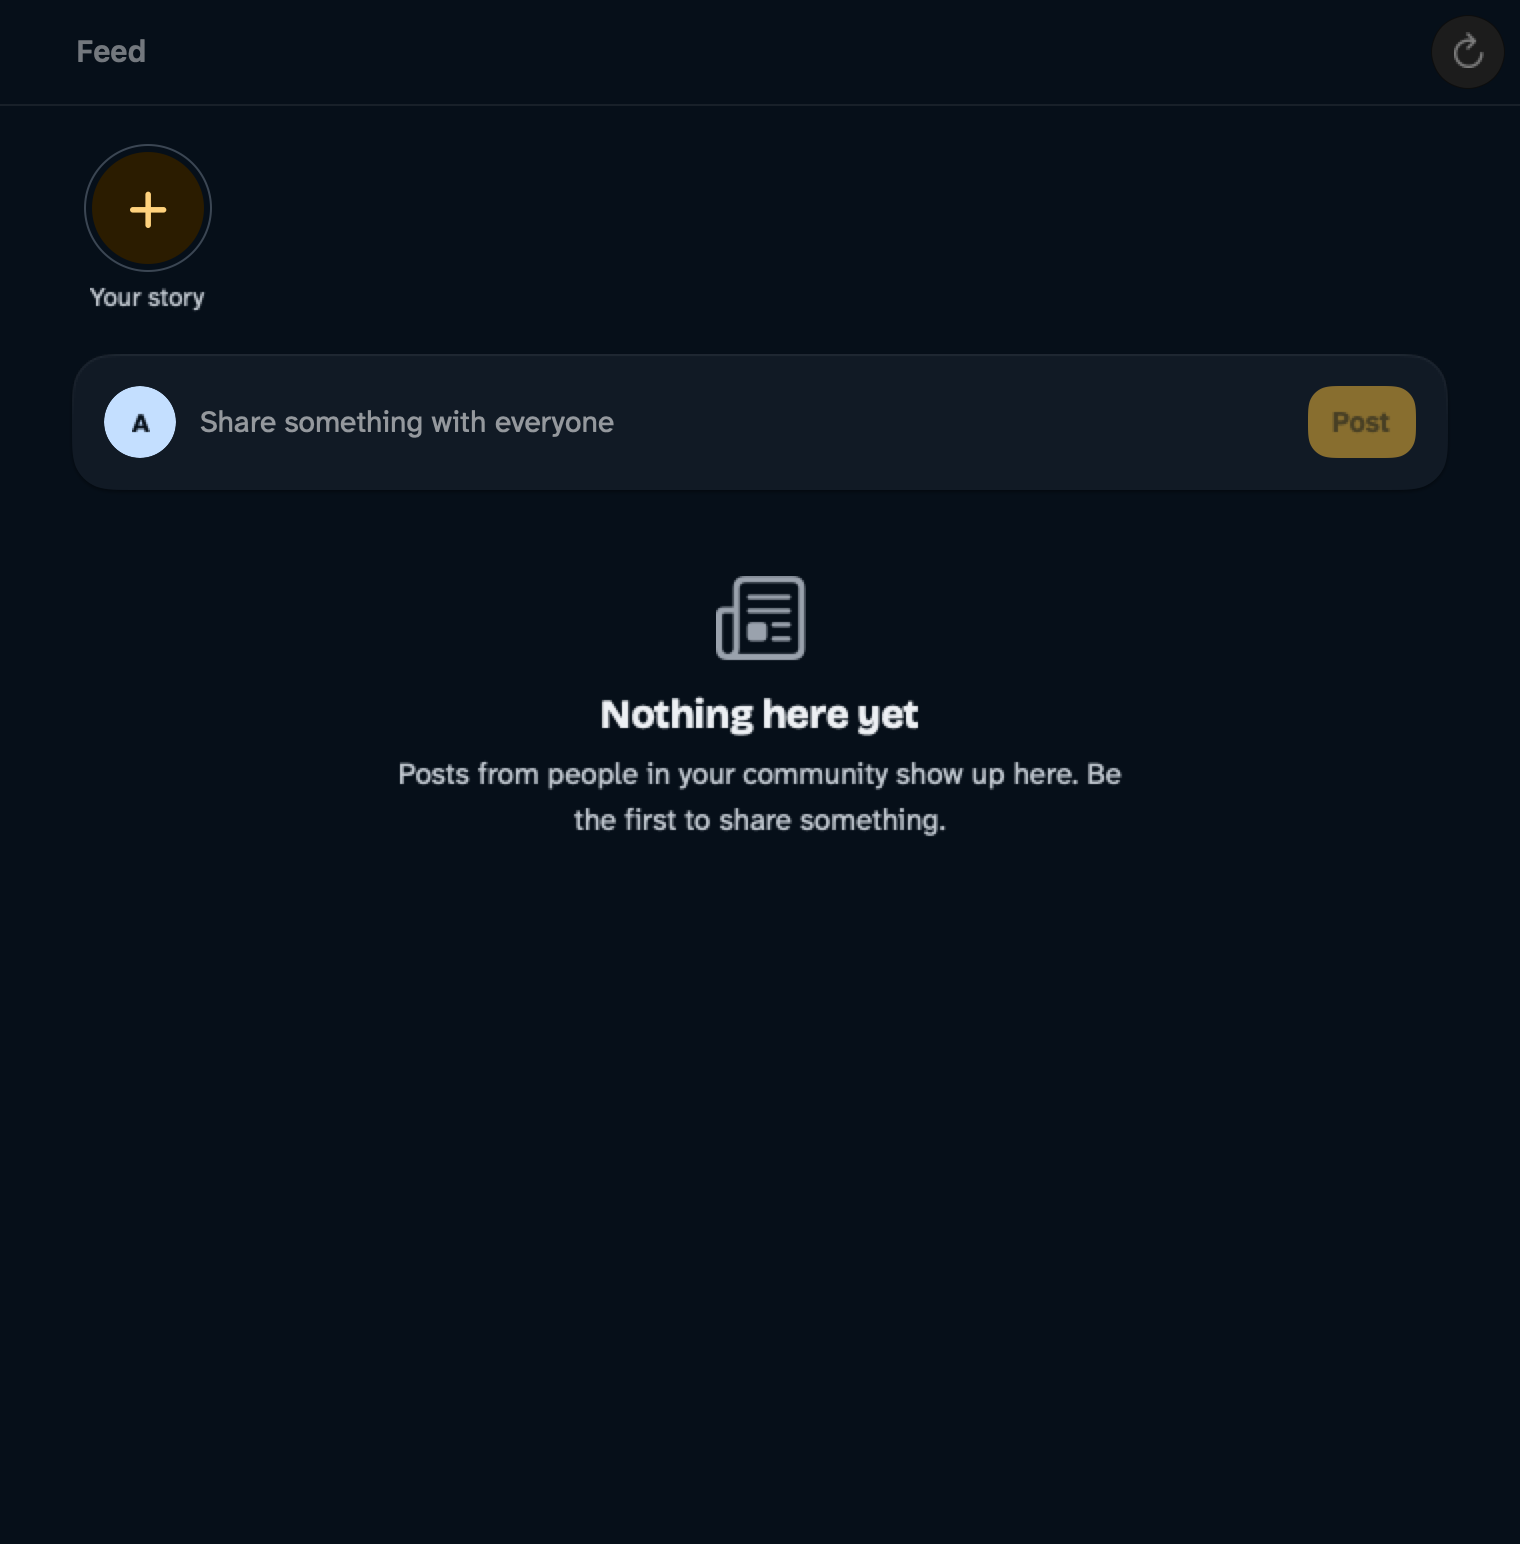 Feed
Your story
A
Share something with everyone
Post
Nothing here yet
Posts from people in your community show up here. Be
the first to share something.